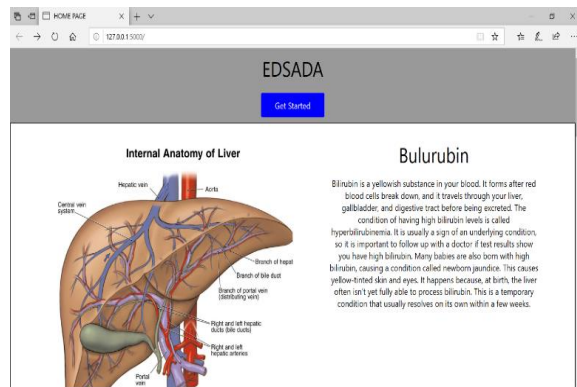 HOME PAGE
127.0.0.1:5000/
EDSADA
Get Started
Internal Anatomy of Liver
Hepatic vein
Aorta
Central vein
system
Branch of hepat
Branch of bile duct
Branch of portal vein
(distributing vein)
Right and left hepatic
ducts (bile ducts)
Right and left
hepatic arteries
Portal
vein
Bulurubin
Bilirubin is a yellowish substance in your blood. It forms after red
blood cells break down, and it travels through your liver,
gallbladder, and digestive tract before being excreted. The
condition of having high bilirubin levels is called
hyperbilirubinemia. It is usually a sign of an underlying condition,
so it is important to follow up with a doctor if test results show
you have high bilirubin. Many babies are also born with high
bilirubin, causing a condition called newborn jaundice. This causes
yellow-tinted skin and eyes. It happens because, at birth, the liver
often isn't yet fully able to process bilirubin. This is a temporary
condition that usually resolves on its own within a few weeks.